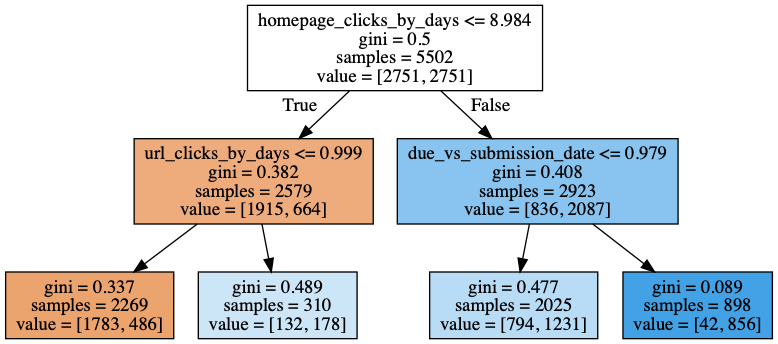 homepage_clicks_by_days <= 8.984
gini = 0.5
samples = 5502
value = [2751, 2751]
True
False
url_clicks_by_days <= 0.999
gini = 0.382
samples = 2579
value = [1915, 664]
due_vs_submission_date <= 0.979
gini = 0.408
samples = 2923
value = [836, 2087]
gini = 0.337
samples = 2269
value = [1783, 486]
gini = 0.489
samples = 310
value = [132, 178]
gini = 0.477
samples = 2025
value = [794, 1231]
gini = 0.089
samples = 898
value = [42, 856]